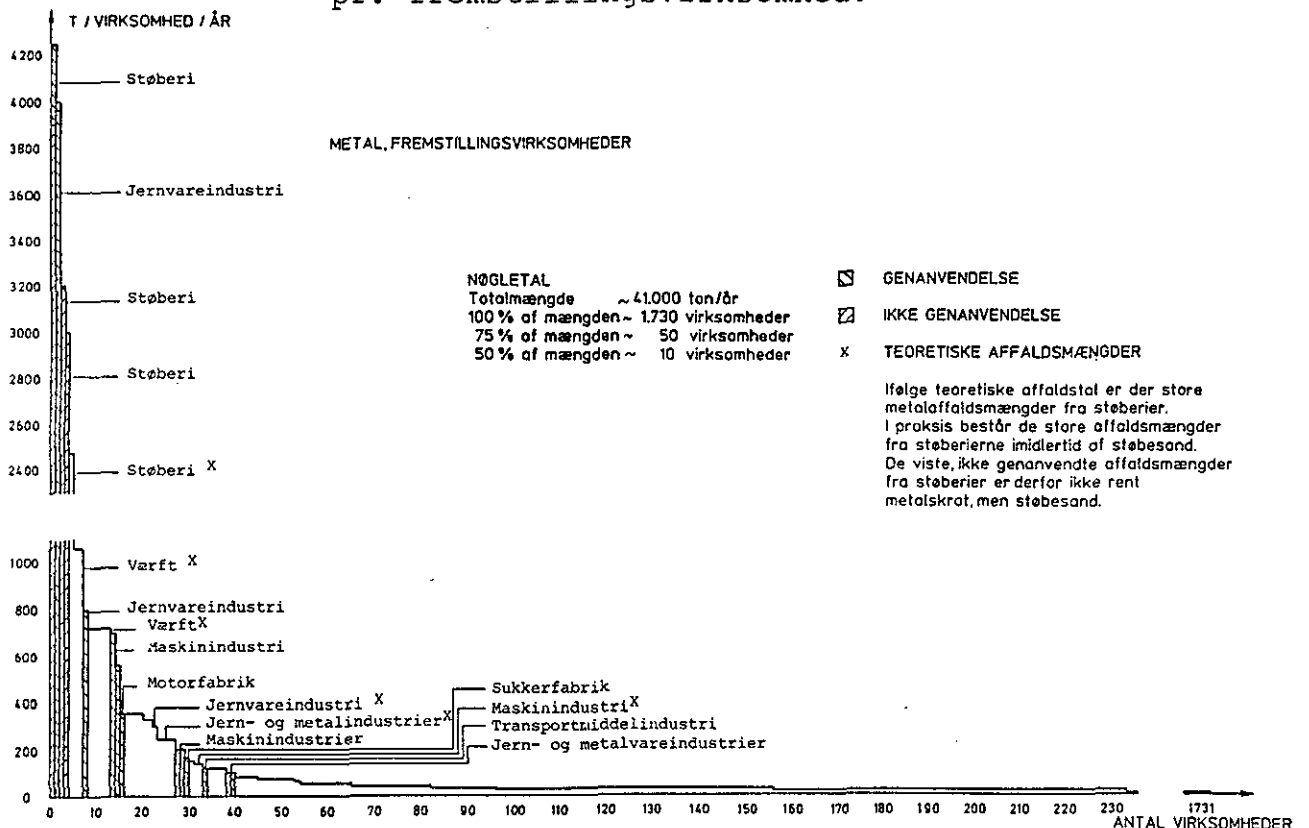 pr. fremstillingsvirksomhed.
T / VIRKSOMHED / ÅR
4200
Støberi
4000
3800
METAL, FREMSTILLINGSVIRKSOMHEDER
3600
Jernvareindustri
3400
3200
Støberi
3000
2800
Støberi
2600
2400
Støberi X
NØGLETAL
Totalmængde ~ 41.000 ton/år
100 % af mængden ~ 1.730 virksomheder
75 % af mængden ~ 50 virksomheder
50 % af mængden ~ 10 virksomheder
GENANVENDELSE
IKKE GENANVENDELSE
X TEORETISKE AFFALDSMÆNGDER
Ifølge teoretiske affaldstal er der store
metalaffaldsmængder fra støberier.
I praksis består de store affaldsmængder
fra støberierne imidlertid af støbesand.
De viste, ikke genanvendte affaldsmængder
fra støberier er derfor ikke rent
metalskrot, men støbesand.
1000
Værft X
800
Jernvareindustri
Værft X
600
Maskinindustri
Motorfabrik
400
Jernvareindustri X
Jern- og metalindustrier X
200
Maskinindustrier
Sukkerfabrik
Maskinindustri X
Transportmiddelindustri
Jern- og metalvareindustrier
0
0 10 20 30 40 50 60 70 80 90 100 110 120 130 140 150 160 170 180 190 200 210 220 230 1731
ANTAL VIRKSOMHEDER